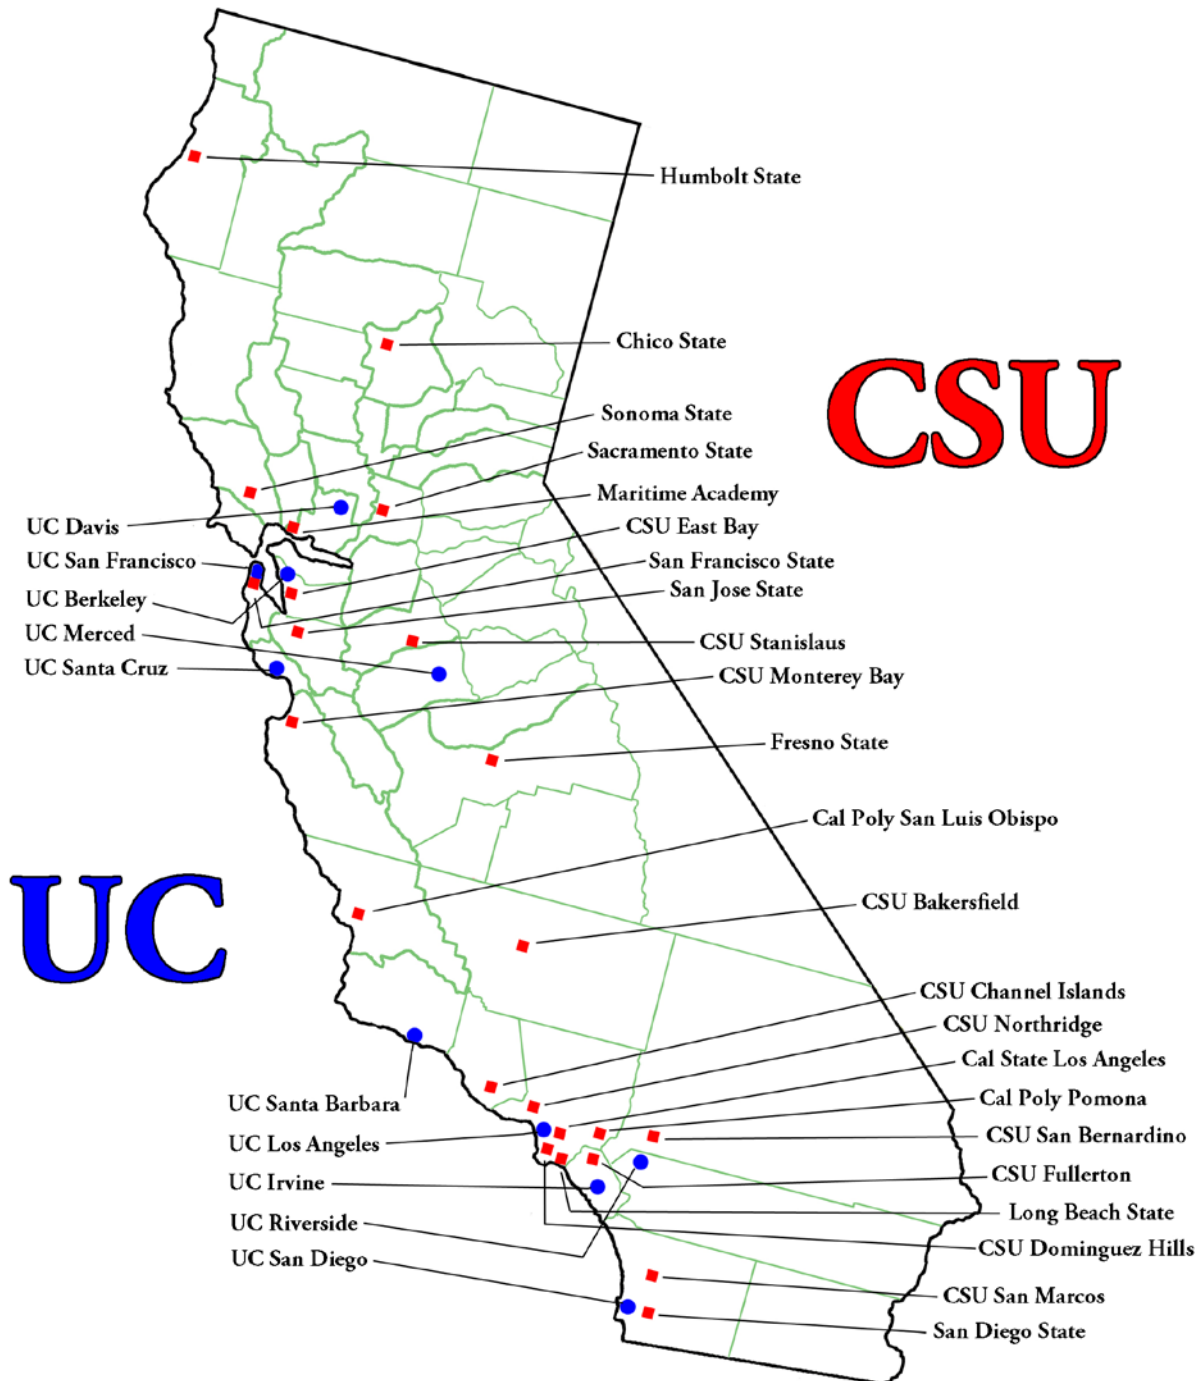 Humbolt State
Chico State
CSU
Sonoma State
Sacramento State
Maritime Academy
UC Davis
CSU East Bay
UC San Francisco
San Francisco State
San Jose State
UC Berkeley
UC Merced
CSU Stanislaus
UC Santa Cruz
CSU Monterey Bay
Fresno State
Cal Poly San Luis Obispo
UC
CSU Bakersfield
CSU Channel Islands
CSU Northridge
Cal State Los Angeles
UC Santa Barbara
Cal Poly Pomona
CSU San Bernardino
UC Los Angeles
CSU Fullerton
UC Irvine
Long Beach State
UC Riverside
CSU Dominguez Hills
UC San Diego
CSU San Marcos
San Diego State